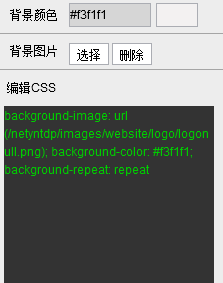 背景颜色 #f3f1f1
背景图片 选择 删除
编辑CSS
background-image: url
(/netyntdp/images/website/logo/logon
ull.png); background-color: #f3f1f1;
background-repeat: repeat